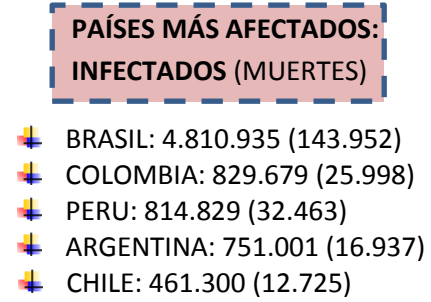 PAÍSES MÁS AFECTADOS:
INFECTADOS (MUERTES)
BRASIL: 4.810.935 (143.952)
COLOMBIA: 829.679 (25.998)
PERU: 814.829 (32.463)
ARGENTINA: 751.001 (16.937)
CHILE: 461.300 (12.725)